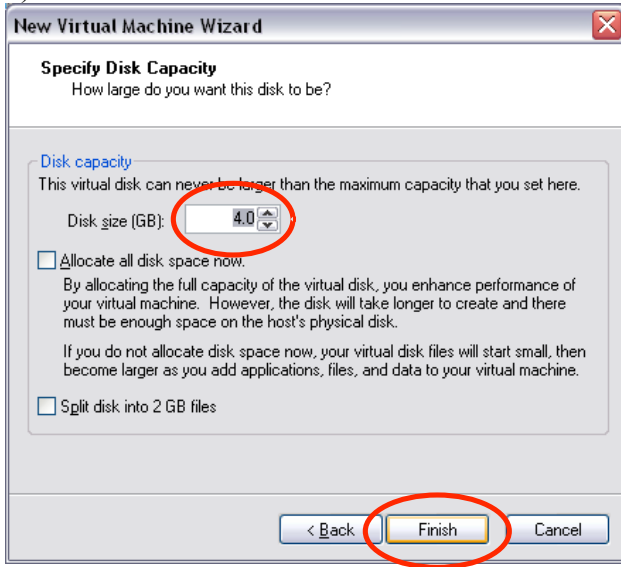 New Virtual Machine Wizard
Specify Disk Capacity
How large do you want this disk to be?
Disk capacity
This virtual disk can never be larger than the maximum capacity that you set here.
Disk size (GB): 4.0
Allocate all disk space now.
By allocating the full capacity of the virtual disk, you enhance performance of
your virtual machine. However, the disk will take longer to create and there
must be enough space on the host's physical disk.
If you do not allocate disk space now, your virtual disk files will start small, then
become larger as you add applications, files, and data to your virtual machine.
Split disk into 2 GB files
< Back Finish Cancel